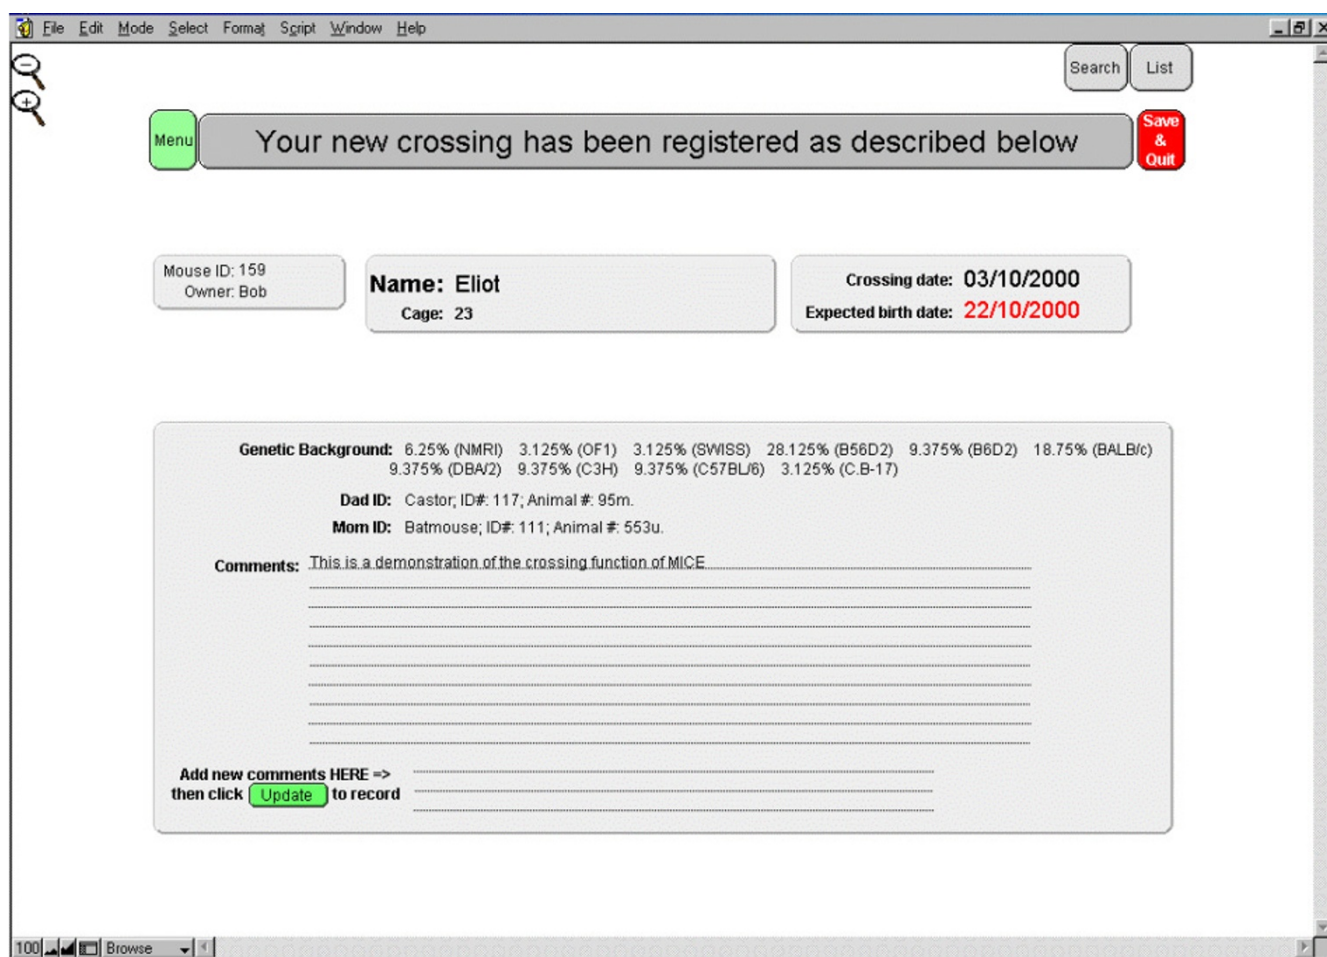 File Edit Mode Select Format Script Window Help
Search List
Menu
Your new crossing has been registered as described below
Save
&
Quit
Mouse ID: 159
Owner: Bob
Name: Eliot
Cage: 23
Crossing date: 03/10/2000
Expected birth date: 22/10/2000
Genetic Background: 6.25% (NMRI) 3.125% (OF1) 3.125% (SWISS) 28.125% (B56D2) 9.375% (B6D2) 18.75% (BALB/c)
9.375% (DBA/2) 9.375% (C3H) 9.375% (C57BL/6) 3.125% (C.B-17)
Dad ID: Castor; ID#: 117; Animal #: 95m.
Mom ID: Batmouse; ID#: 111; Animal #: 553u.
Comments: This is a demonstration of the crossing function of MICE
Add new comments HERE =>
then click Update to record
100 Browse